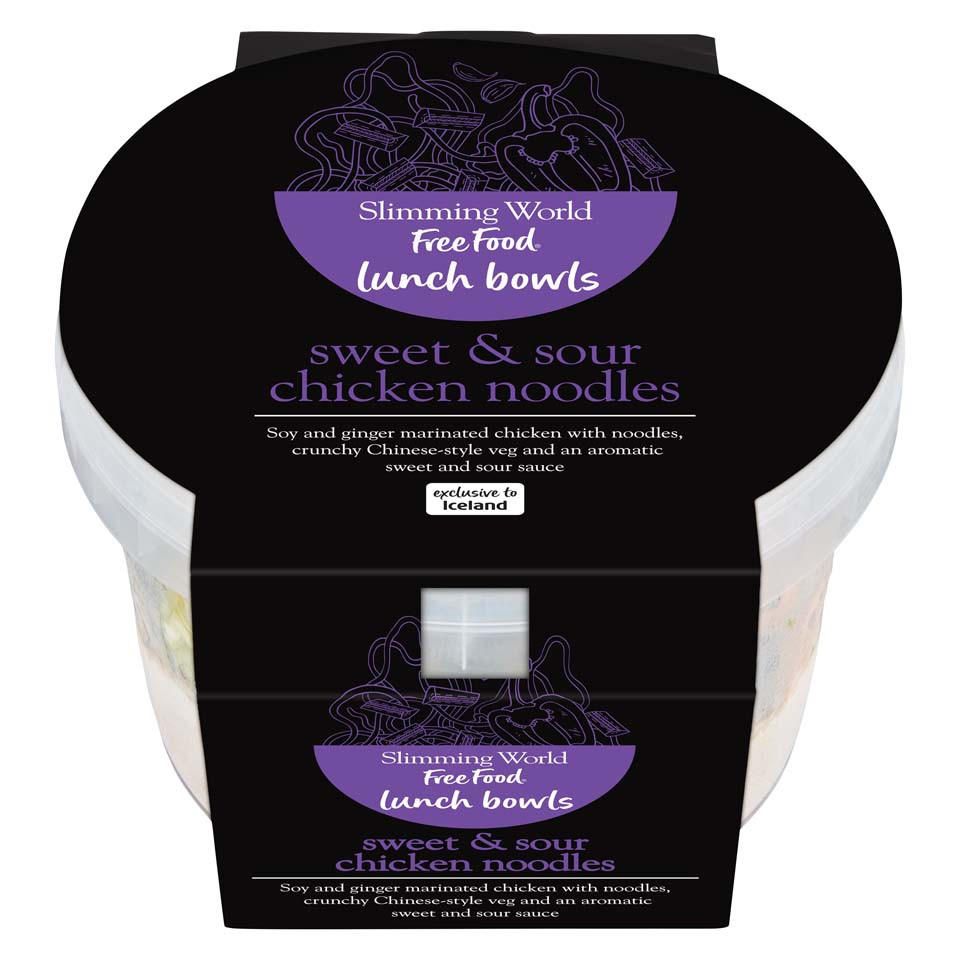 Slimming World
Free Food®
lunch bowls
sweet & sour
chicken noodles
Soy and ginger marinated chicken with noodles,
crunchy Chinese-style veg and an aromatic
sweet and sour sauce
exclusive to
Iceland
Slimming World
Free Food®
lunch bowls
sweet & sour
chicken noodles
Soy and ginger marinated chicken with noodles,
crunchy Chinese-style veg and an aromatic
sweet and sour sauce